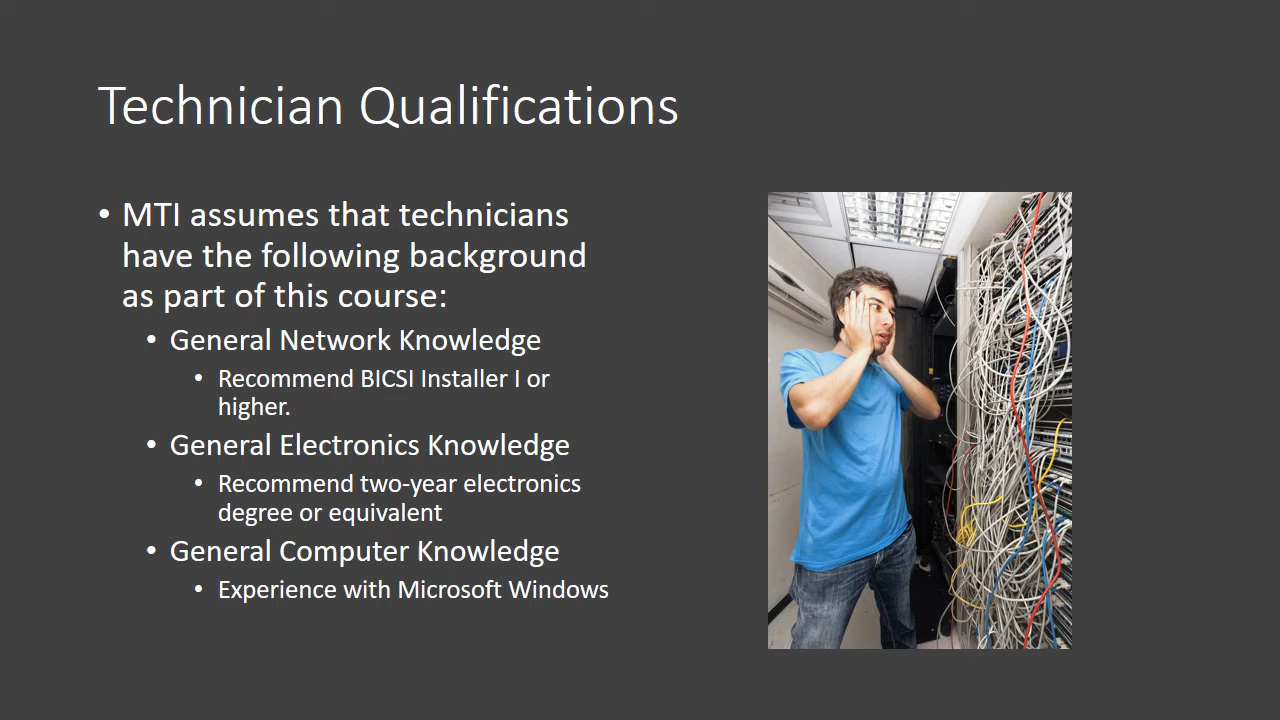 Technician Qualifications
• MTI assumes that technicians
have the following background
as part of this course:
• General Network Knowledge
• Recommend BICSI Installer I or
higher.
• General Electronics Knowledge
• Recommend two-year electronics
degree or equivalent
• General Computer Knowledge
• Experience with Microsoft Windows